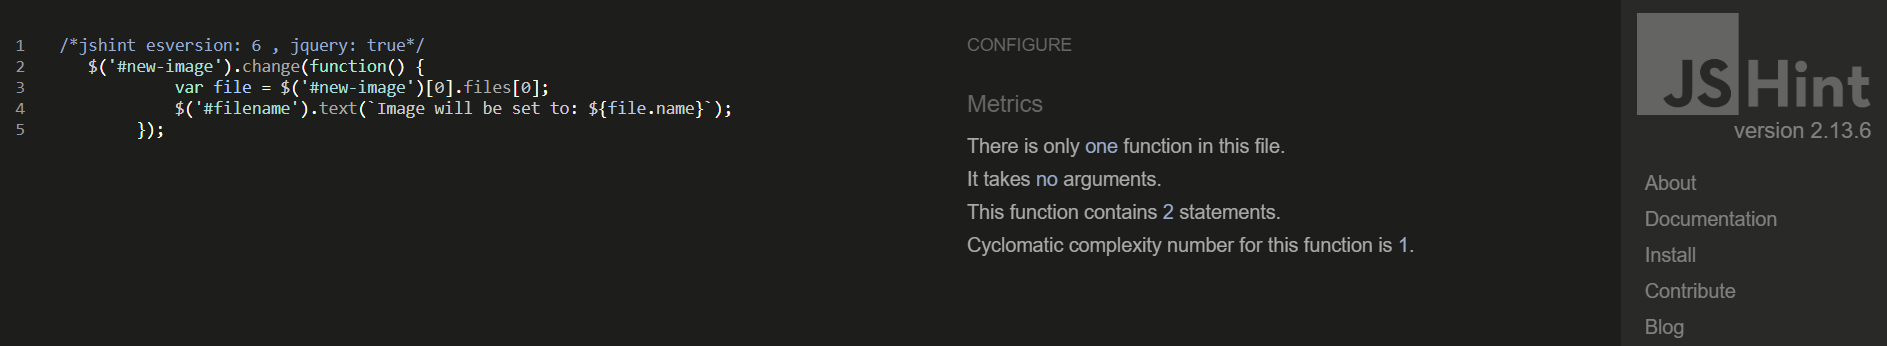 1 /*jshint esversion: 6 , jquery: true*/
2 $('#new-image').change(function() {
3 var file = $('#new-image')[0].files[0];
4 $('#filename').text(`Image will be set to: ${file.name}`);
5 });
CONFIGURE
Metrics
There is only one function in this file.
It takes no arguments.
This function contains 2 statements.
Cyclomatic complexity number for this function is 1.
JSHint
version 2.13.6
About
Documentation
Install
Contribute
Blog